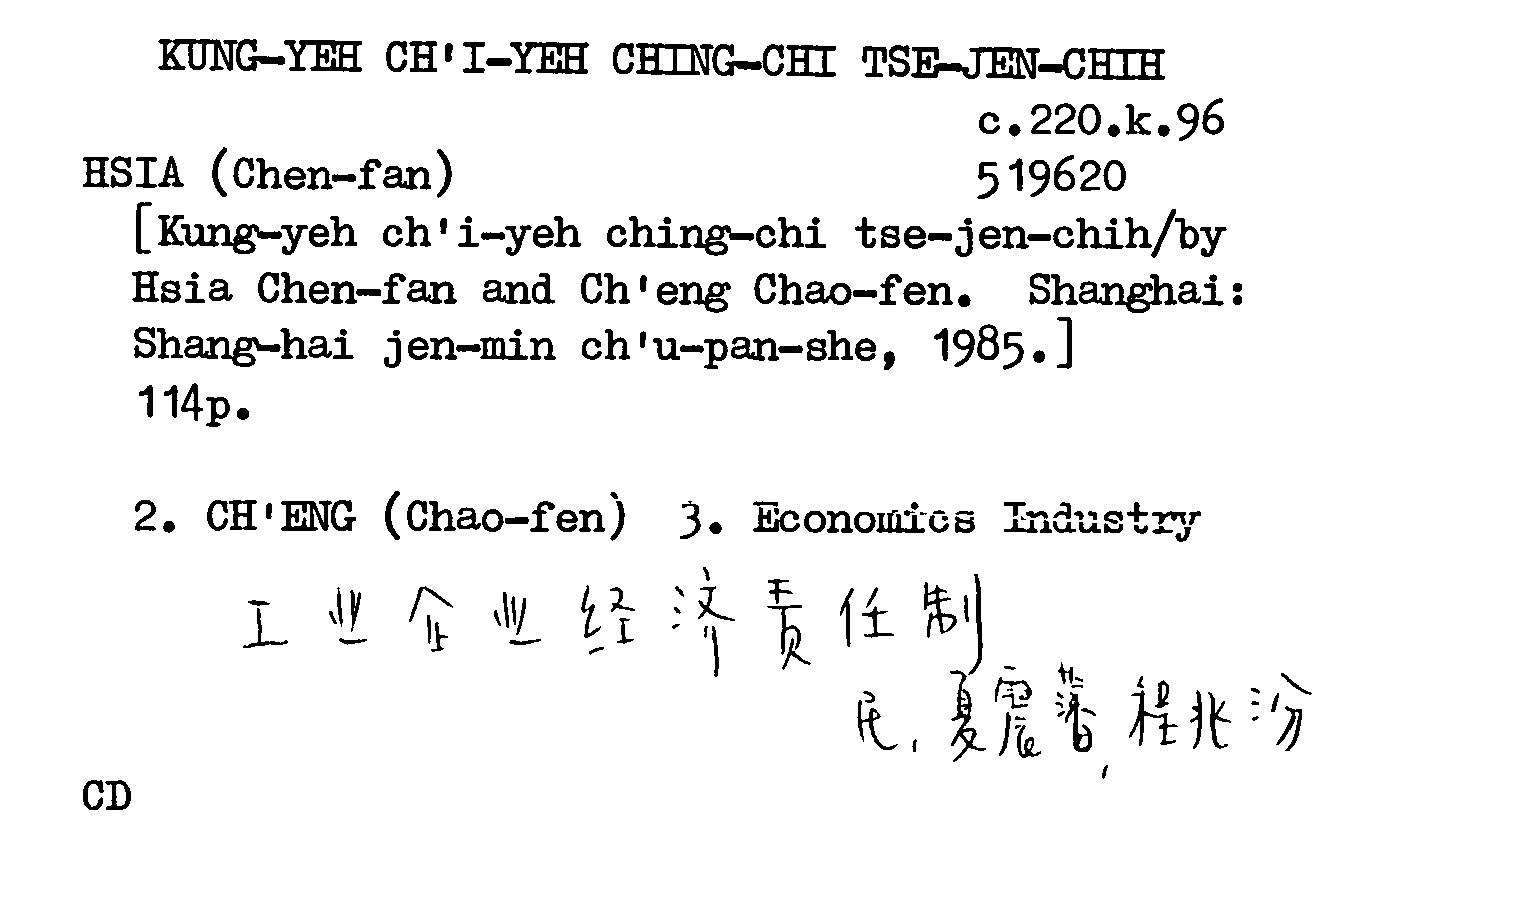 KUNG-YEH CH'I-YEH CHING-CHI TSE-JEN-CHIH
c.220.k.96
HSIA (Chen-fan) 519620
[Kung-yeh ch'i-yeh ching-chi tse-jen-chih/by
Hsia Chen-fan and Ch'eng Chao-fen. Shanghai:
Shang-hai jen-min ch'u-pan-she, 1985.]
114p.
2. CH'ENG (Chao-fen) 3. Economics Industry
工业企业经济责任制
民, 夏震藩, 程兆汾
CD